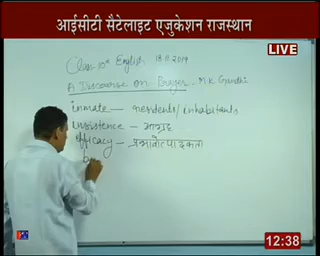 आईसीटी सैटेलाइट एजुकेशन राजस्थान
LIVE
Class 10th English 18.11.2019
A Discourse on Prayer - M.K. Gandhi
inmate — residents/inhabitants
insistence — आग्रह
efficacy — प्रभावोत्पादकता
b
12:38